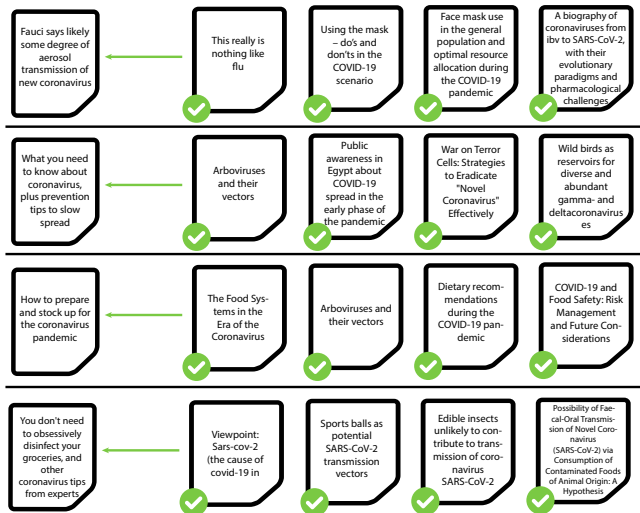 Fauci says likely
some degree of
aerosol
transmission of
new coronavirus
This really is
nothing like
flu
Using the mask
– do's and
don'ts in the
COVID-19
scenario
Face mask use
in the general
population and
optimal resource
allocation during
the COVID-19
pandemic
A biography of
coronaviruses from
ibv to SARS-CoV-2,
with their
evolutionary
paradigms and
pharmacological
challenges
What you need
to know about
coronavirus,
plus prevention
tips to slow
spread
Arboviruses
and their
vectors
Public
awareness in
Egypt about
COVID-19
spread in the
early phase of
the pandemic
War on Terror
Cells: Strategies
to Eradicate
"Novel
Coronavirus"
Effectively
Wild birds as
reservoirs for
diverse and
abundant
gamma- and
deltacoronavirus
es
How to prepare
and stock up for
the coronavirus
pandemic
The Food Sys-
tems in the
Era of the
Coronavirus
Arboviruses and
their vectors
Dietary recom-
mendations
during the
COVID-19 pan-
demic
COVID-19 and
Food Safety: Risk
Management
and Future Con-
siderations
You don't need
to obsessively
disinfect your
groceries, and
other
coronavirus tips
from experts
Viewpoint:
Sars-cov-2
(the cause of
covid-19 in
Sports balls as
potential
SARS-CoV-2
transmission
vectors
Edible insects
unlikely to con-
tribute to trans-
mission of coro-
navirus
SARS-CoV-2
Possibility of Fae-
cal-Oral Transmis-
sion of Novel Coro-
navirus
(SARS-CoV-2) via
Consumption of
Contaminated Foods
of Animal Origin: A
Hypothesis